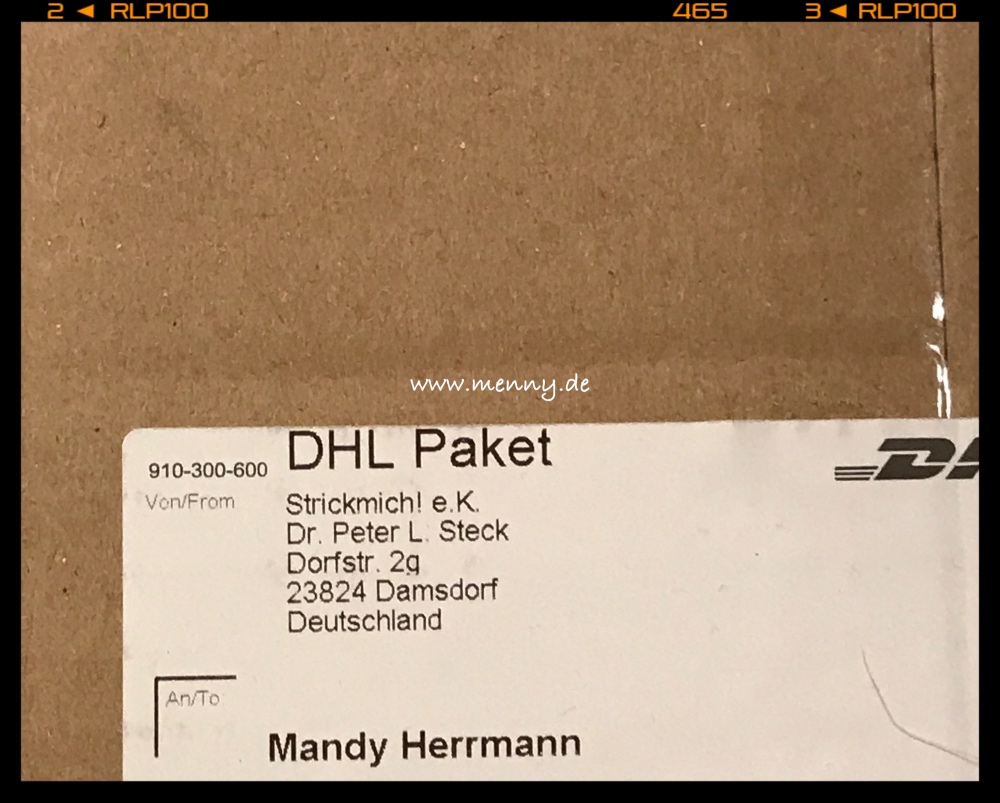 2 ◄ RLP100 465 3 ◄ RLP100
www.menny.de
DHL Paket
910-300-600
Von/From
Strickmich! e.K.
Dr. Peter L. Steck
Dorfstr. 2g
23824 Damsdorf
Deutschland
An/To
Mandy Herrmann